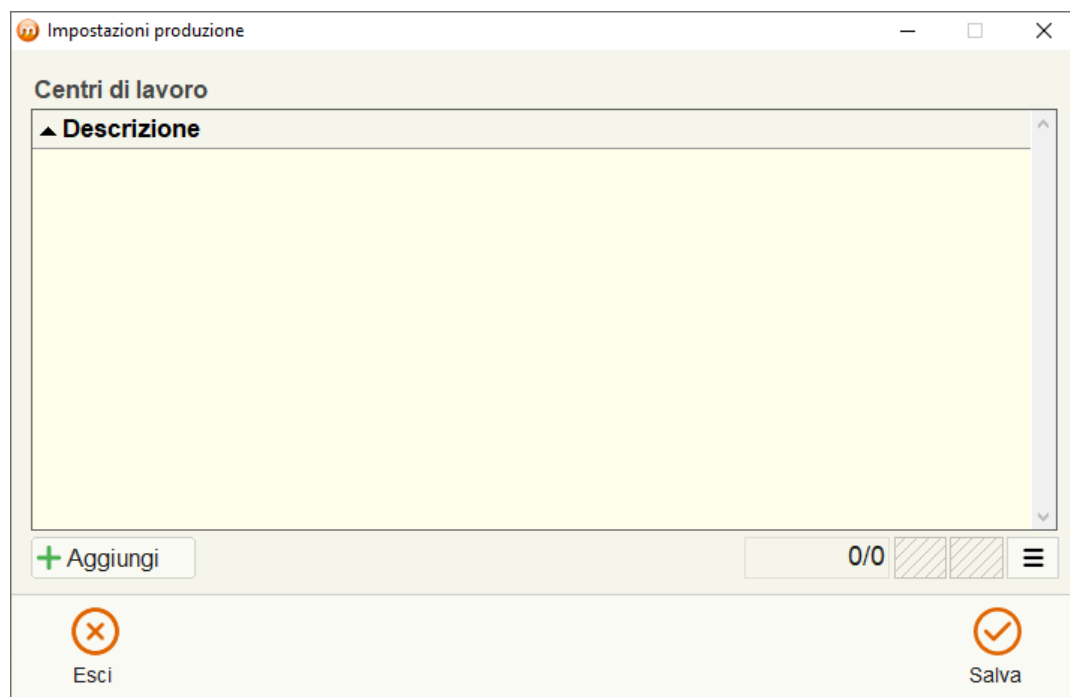 Impostazioni produzione
Centri di lavoro
Descrizione
Aggiungi
0/0
Esci
Salva